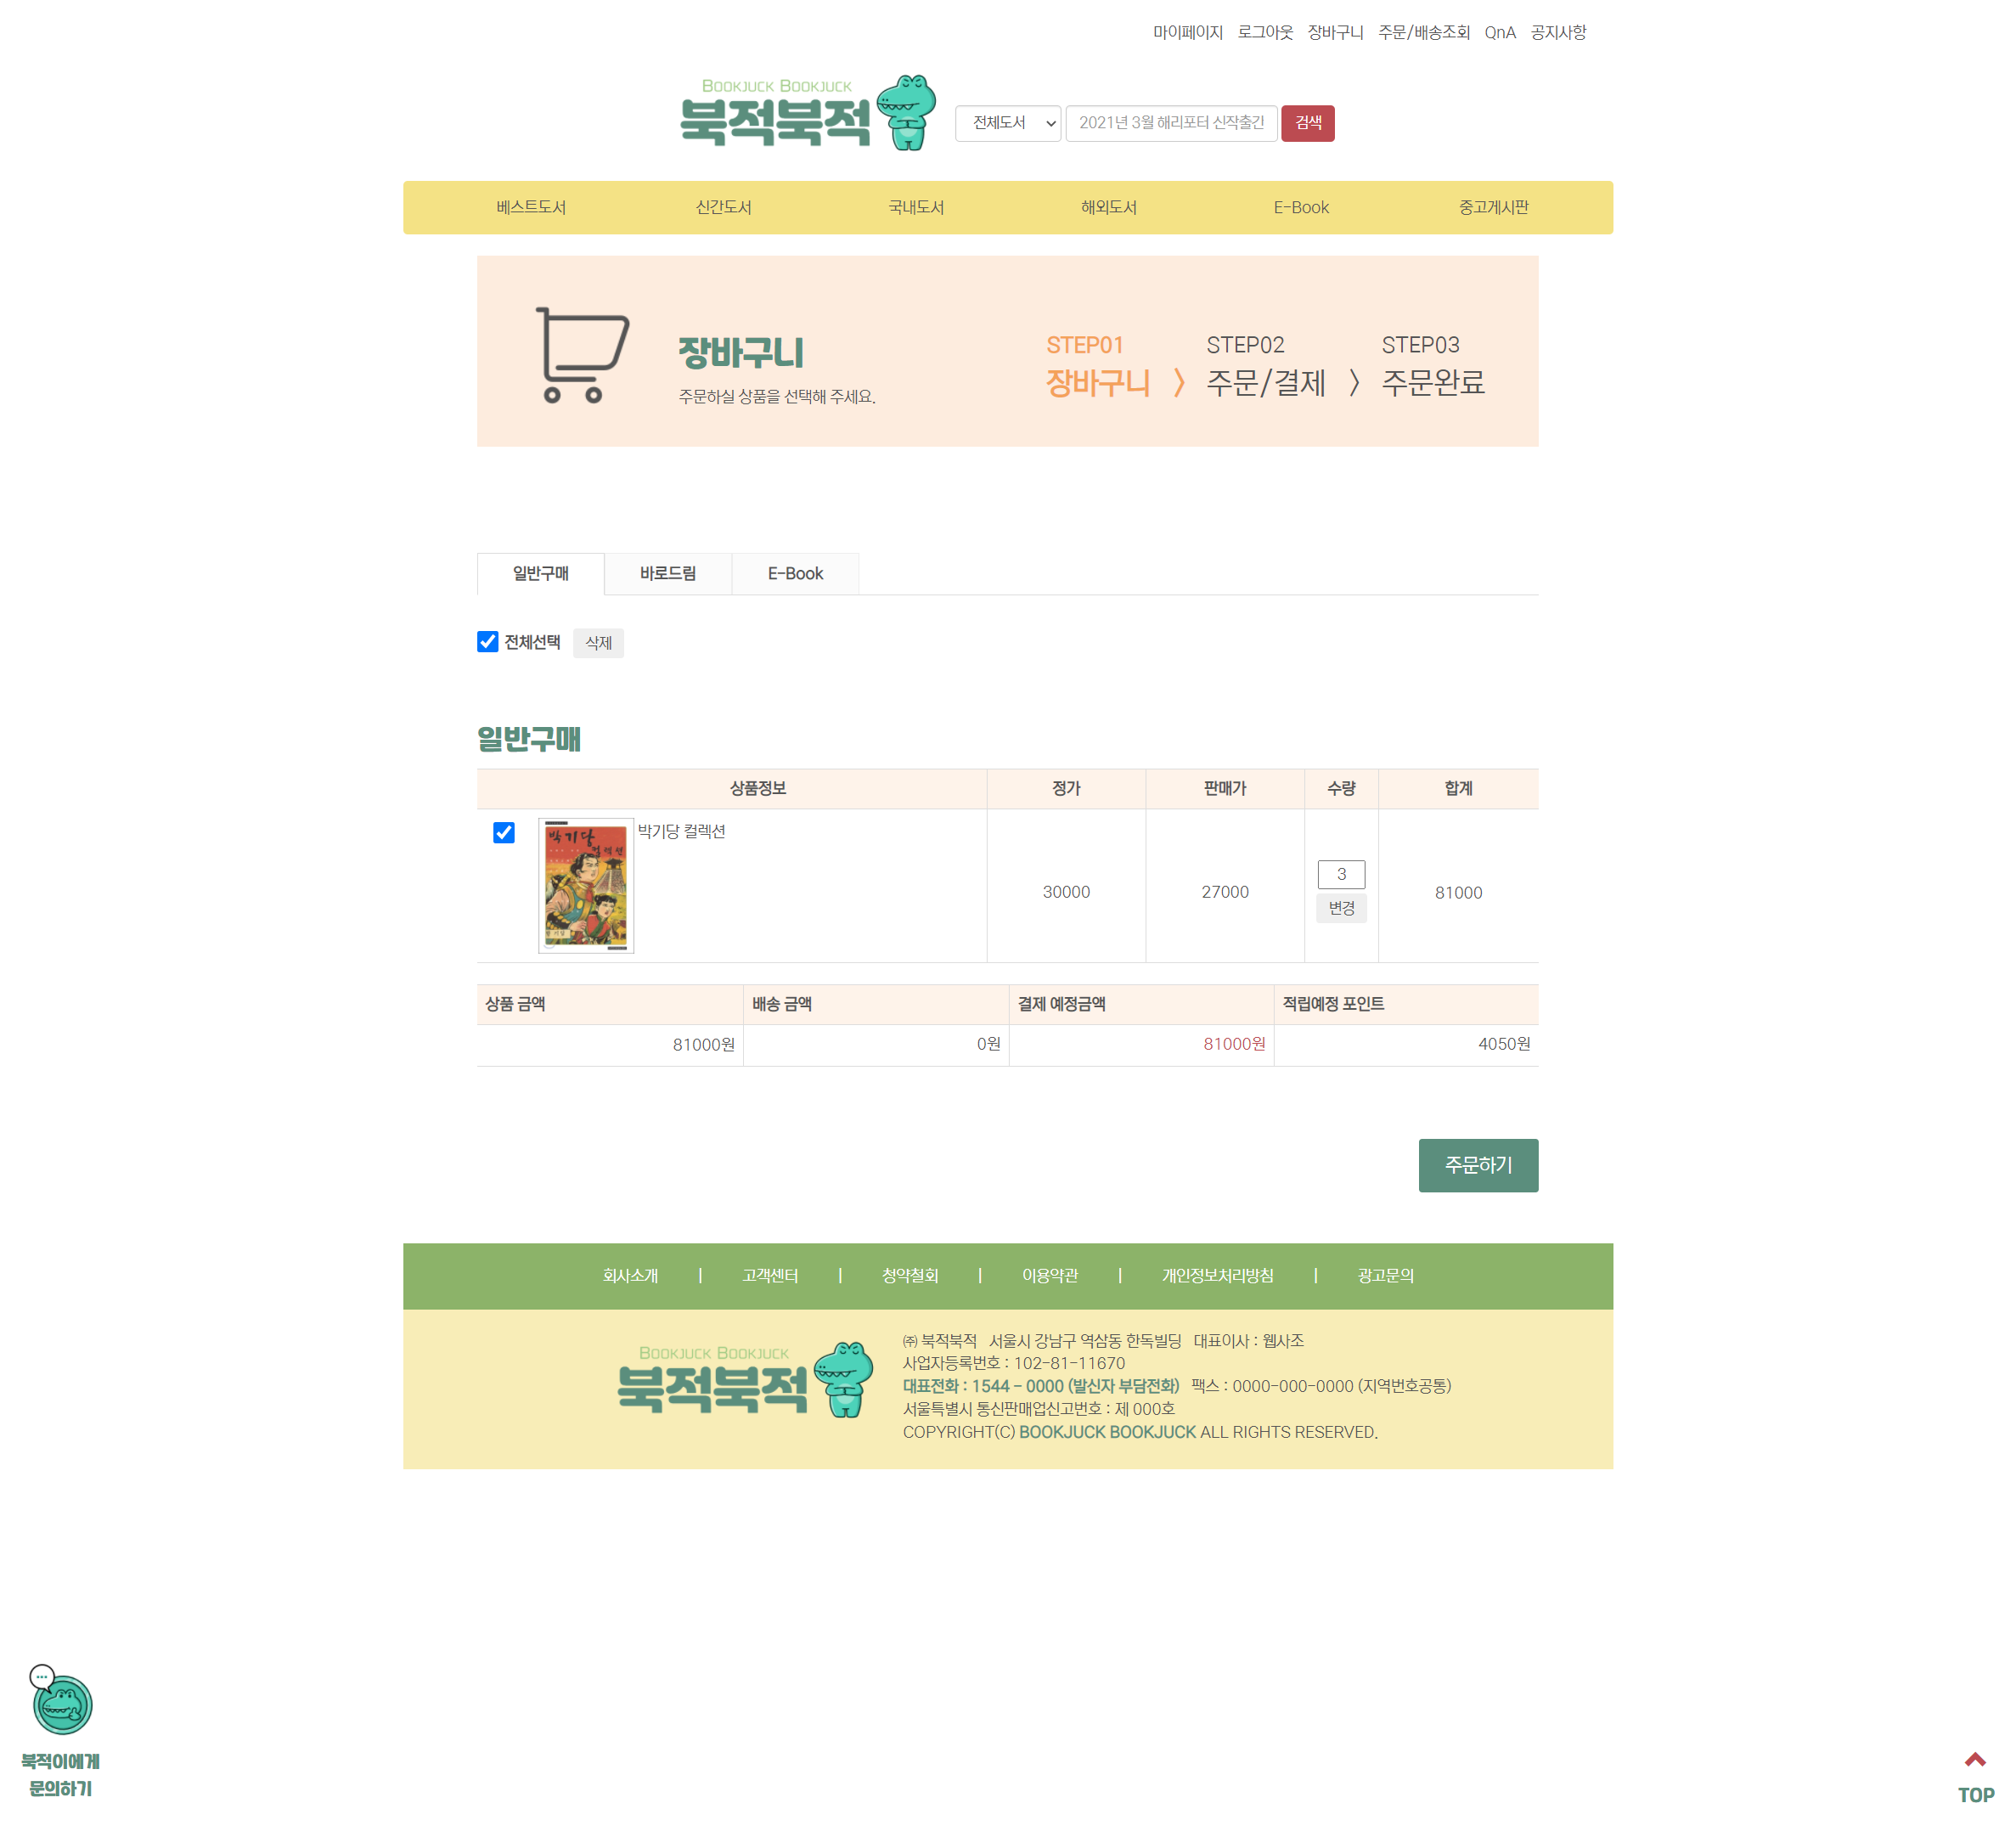 마이페이지 로그아웃 장바구니 주문/배송조회 QnA 공지사항
BOOKJUCK BOOKJUCK
북적북적
전체도서 2021년 3월 해리포터 신작출간 검색
베스트도서 신간도서 국내도서 해외도서 E-Book 중고게시판
장바구니
주문하실 상품을 선택해 주세요.
STEP01 STEP02 STEP03
장바구니 > 주문/결제 > 주문완료
일반구매 바로드림 E-Book
전체선택 삭제
일반구매
상품정보 정가 판매가 수량 합계
박기당 컬렉션
박기당
컬렉션
30000 27000 3 81000
변경
상품 금액 배송 금액 결제 예정금액 적립예정 포인트
81000원 0원 81000원 4050원
주문하기
회사소개 | 고객센터 | 청약철회 | 이용약관 | 개인정보처리방침 | 광고문의
BOOKJUCK BOOKJUCK
북적북적
㈜ 북적북적 서울시 강남구 역삼동 한독빌딩 대표이사 : 웹사조
사업자등록번호 : 102-81-11670
대표전화 : 1544 - 0000 (발신자 부담전화) 팩스 : 0000-000-0000 (지역번호공통)
서울특별시 통신판매업신고번호 : 제 000호
COPYRIGHT(C) BOOKJUCK BOOKJUCK ALL RIGHTS RESERVED.
북적이에게
문의하기
TOP